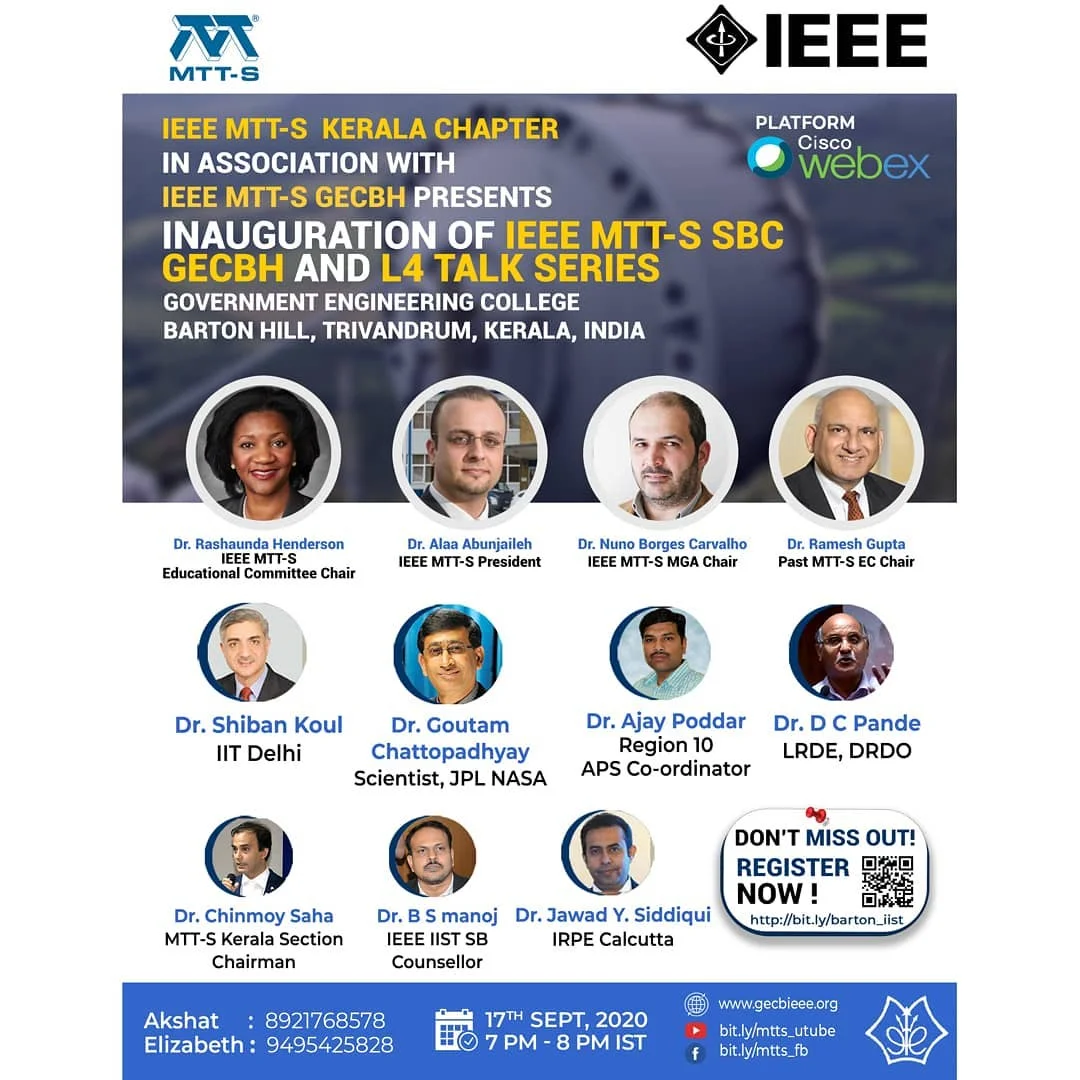 MTT-S
IEEE
IEEE MTT-S KERALA CHAPTER
IN ASSOCIATION WITH
IEEE MTT-S GECBH PRESENTS
INAUGURATION OF IEEE MTT-S SBC
GECBH AND L4 TALK SERIES
GOVERNMENT ENGINEERING COLLEGE
BARTON HILL, TRIVANDRUM, KERALA, INDIA
PLATFORM
Cisco
webex
Dr. Rashaunda Henderson
IEEE MTT-S
Educational Committee Chair
Dr. Alaa Abunjaileh
IEEE MTT-S President
Dr. Nuno Borges Carvalho
IEEE MTT-S MGA Chair
Dr. Ramesh Gupta
Past MTT-S EC Chair
Dr. Shiban Koul
IIT Delhi
Dr. Goutam
Chattopadhyay
Scientist, JPL NASA
Dr. Ajay Poddar
Region 10
APS Co-ordinator
Dr. D C Pande
LRDE, DRDO
Dr. Chinmoy Saha
MTT-S Kerala Section
Chairman
Dr. B S manoj
IEEE IIST SB
Counsellor
Dr. Jawad Y. Siddiqui
IRPE Calcutta
DON'T MISS OUT!
REGISTER
NOW !
http://bit.ly/barton_iist
Akshat : 8921768578
Elizabeth : 9495425828
17TH SEPT, 2020
7 PM - 8 PM IST
www.gecbieee.org
bit.ly/mtts_utube
bit.ly/mtts_fb